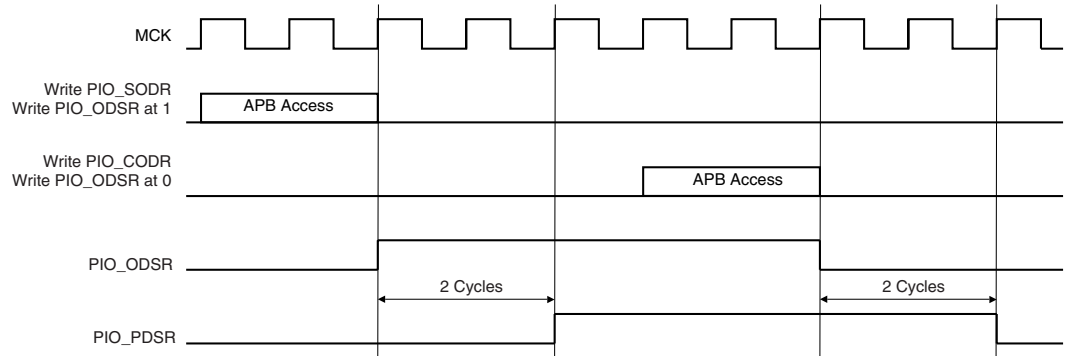 MCK
Write PIO_SODR
Write PIO_ODSR at 1
APB Access
Write PIO_CODR
Write PIO_ODSR at 0
APB Access
PIO_ODSR
2 Cycles
2 Cycles
PIO_PDSR